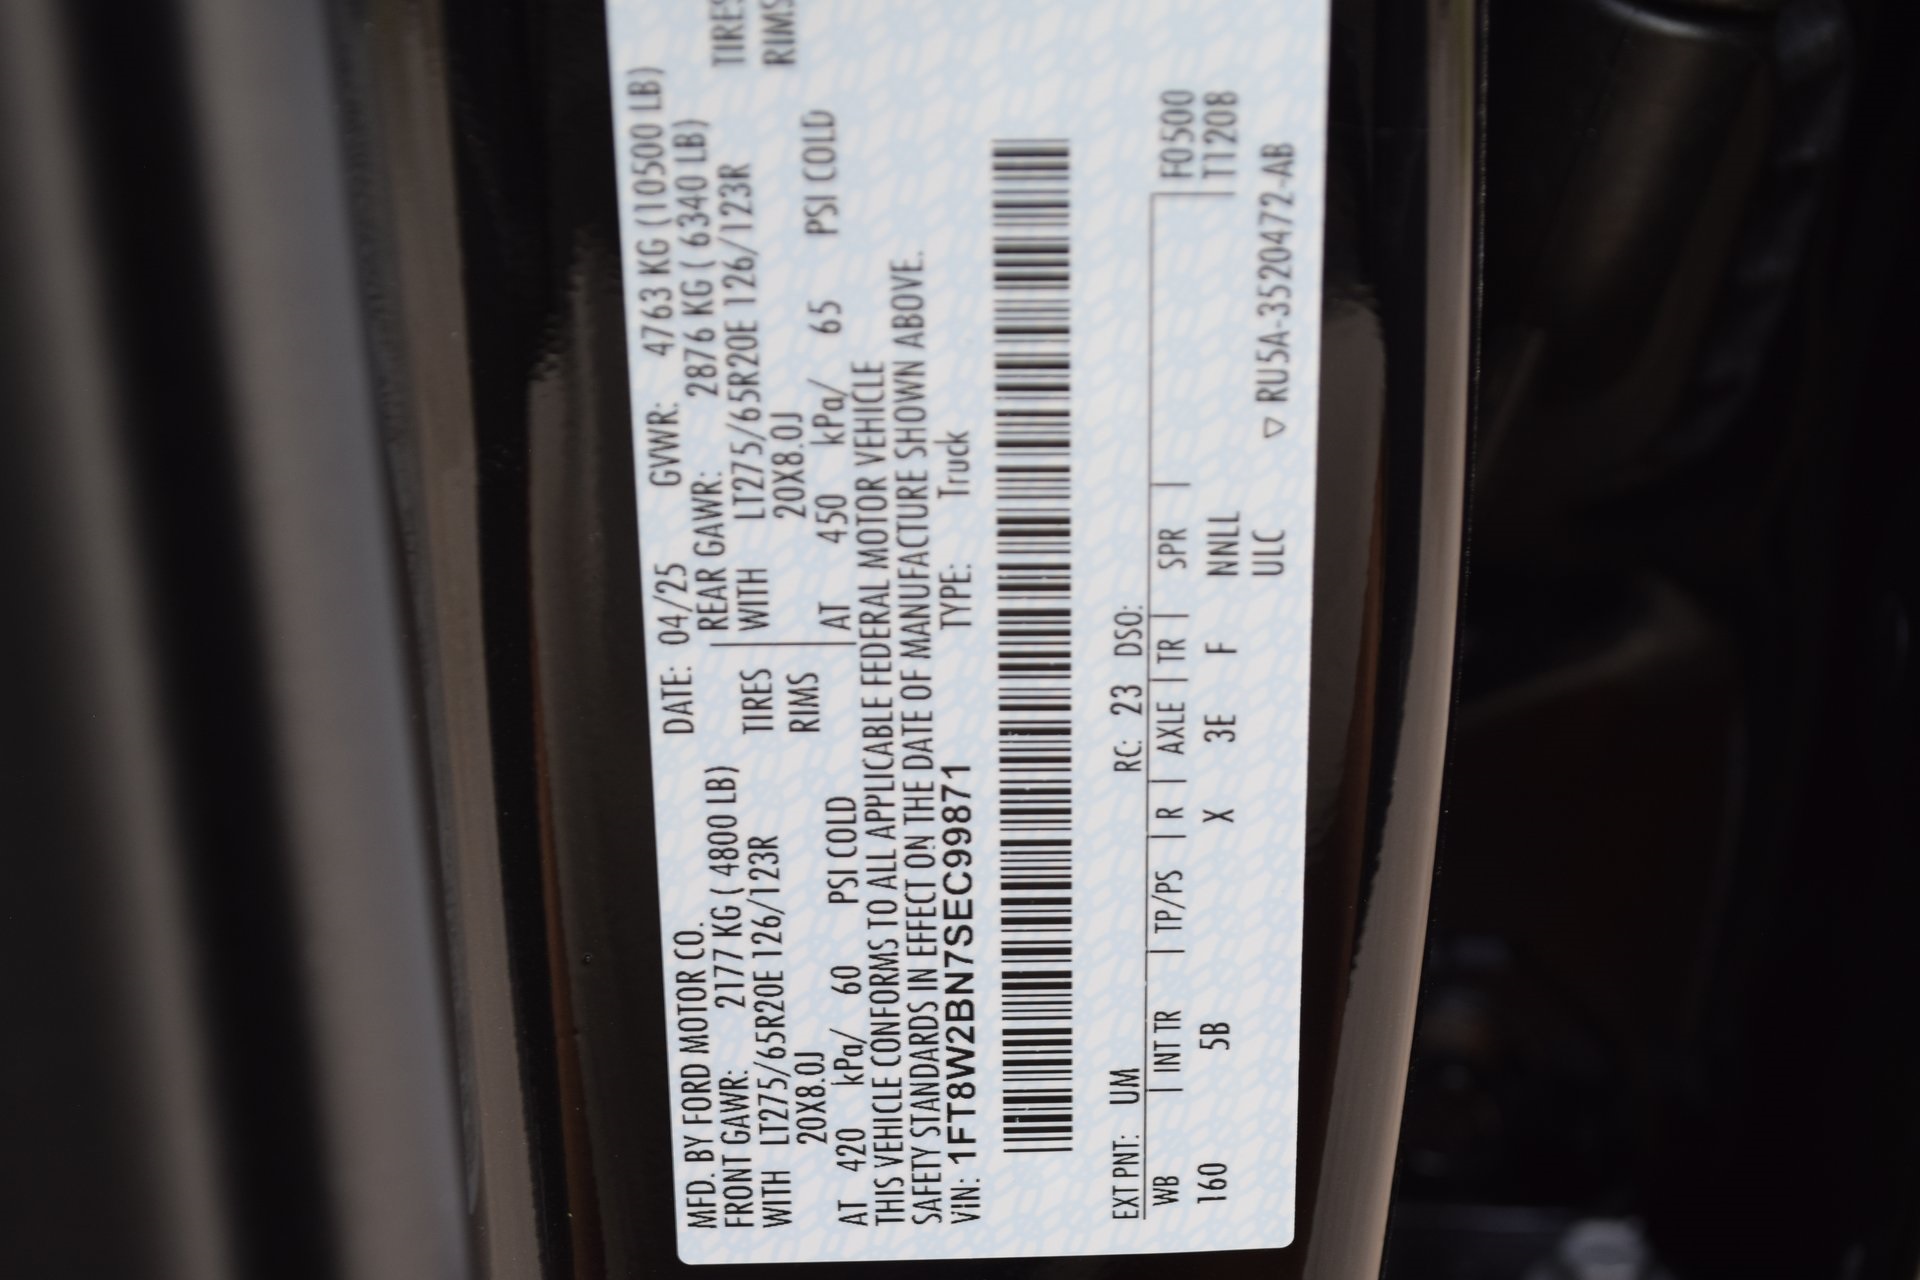 MFD. BY FORD MOTOR CO. DATE: 04/25 GVWR: 4763 KG (10500 LB)
FRONT GAWR: 2177 KG ( 4800 LB) REAR GAWR: 2876 KG ( 6340 LB)
WITH LT275/65R20E 126/123R TIRES WITH LT275/65R20E 126/123R TIRES
20X8.0J RIMS 20X8.0J RIMS
AT 420 kPa/ 60 PSI COLD AT 450 kPa/ 65 PSI COLD
THIS VEHICLE CONFORMS TO ALL APPLICABLE FEDERAL MOTOR VEHICLE
SAFETY STANDARDS IN EFFECT ON THE DATE OF MANUFACTURE SHOWN ABOVE.
VIN: 1FT8W2BN7SEC99871 TYPE: Truck
EXT PNT: UM RC: 23 DSO:
WB | INT TR | TP/PS | R | AXLE | TR | SPR | F0500
160 5B X 3E F NNLL T1208
ULC ▽ RU5A-3520472-AB